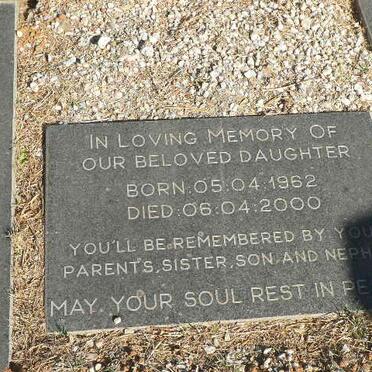 IN LOVING MEMORY OF
OUR BELOVED DAUGHTER
BORN:05.04.1962
DIED:06.04.2000
YOU'LL BE REMEMBERED BY
PARENTS, SISTER, SON AND
MAY YOUR SOUL REST IN